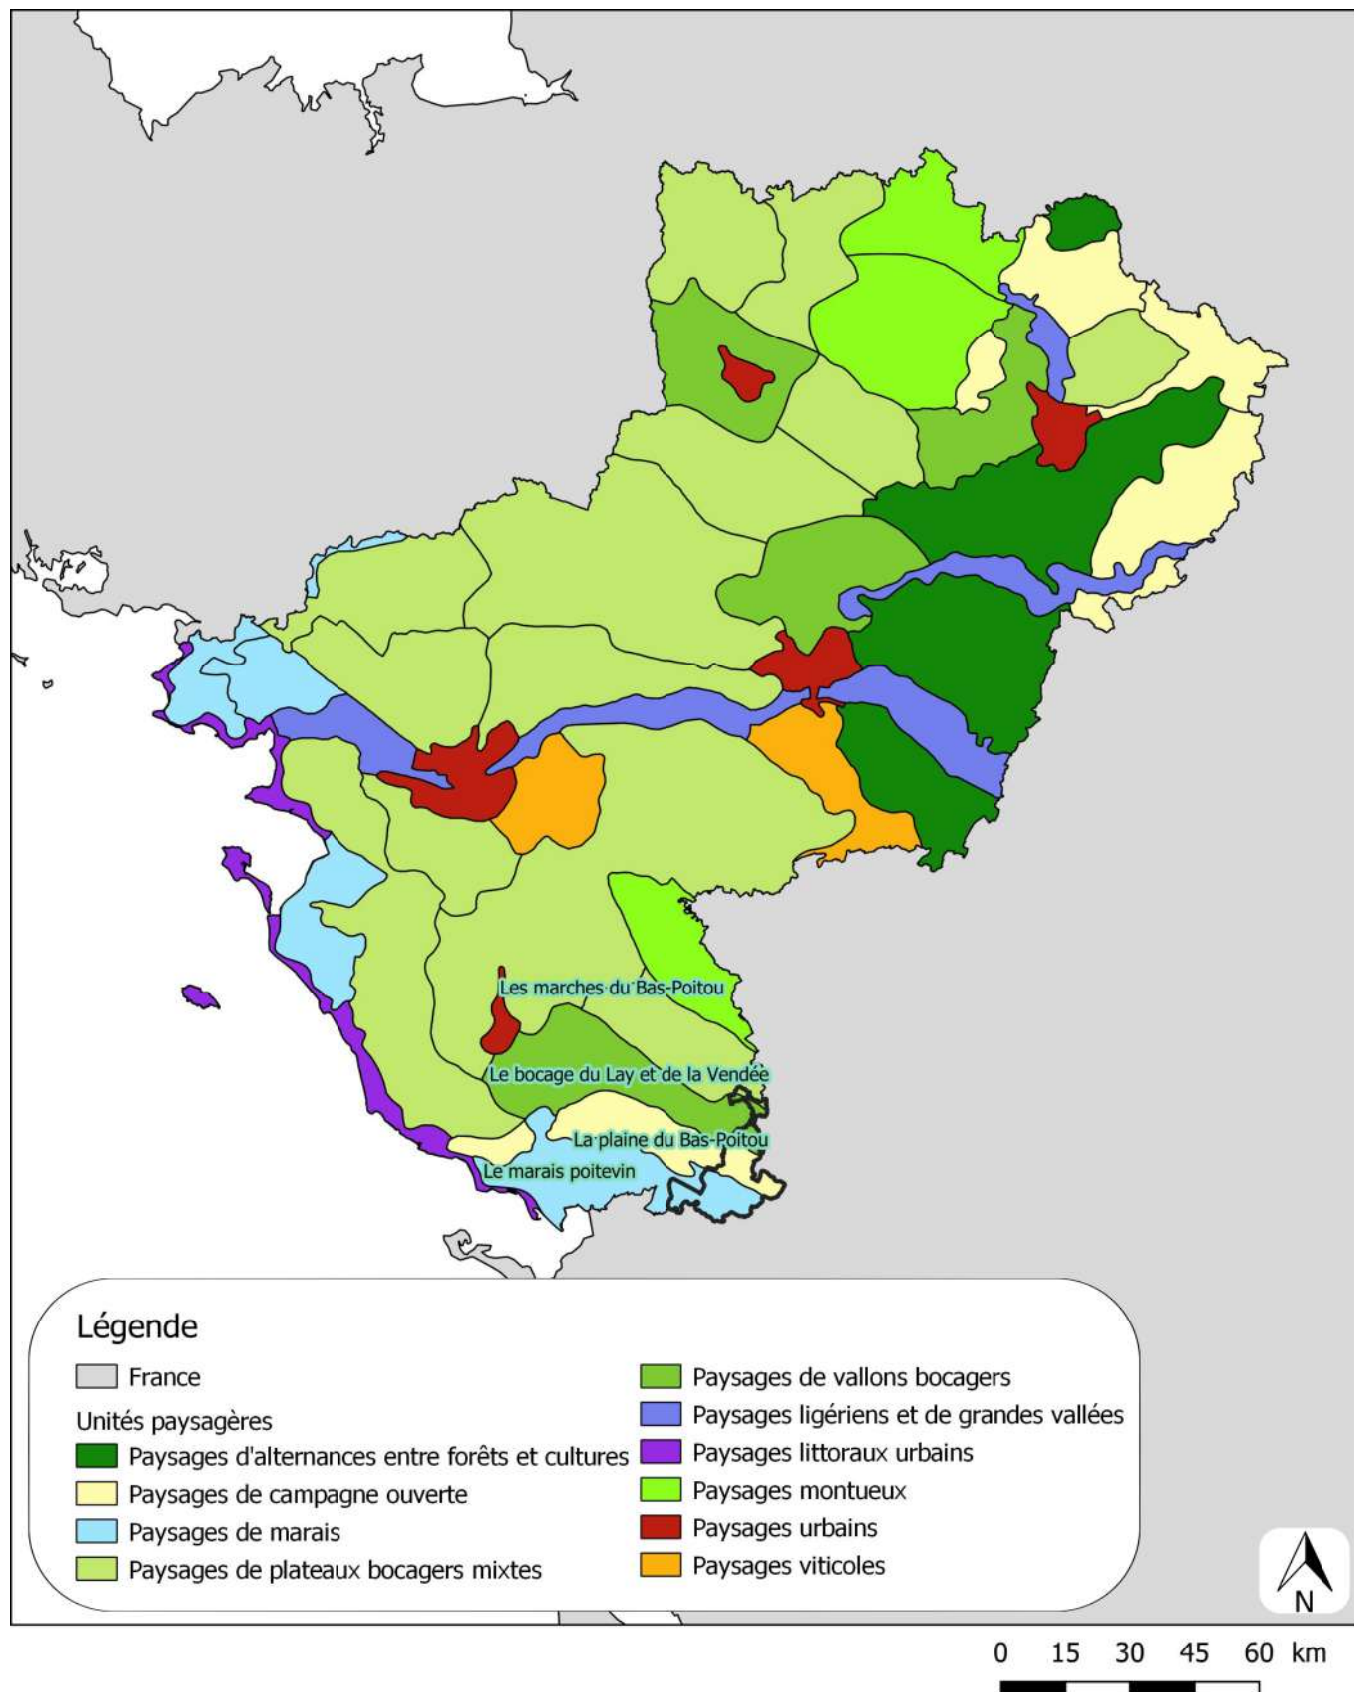 Les marches du Bas-Poitou
Le bocage du Lay et de la Vendée
La plaine du Bas-Poitou
Le marais poitevin
Légende
France
Unités paysagères
Paysages d'alternances entre forêts et cultures
Paysages de campagne ouverte
Paysages de marais
Paysages de plateaux bocagers mixtes
Paysages de vallons bocagers
Paysages ligériens et de grandes vallées
Paysages littoraux urbains
Paysages montueux
Paysages urbains
Paysages viticoles
N
0 15 30 45 60 km